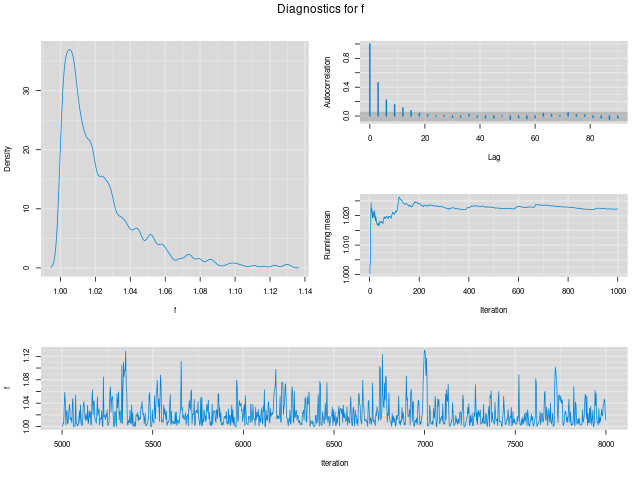 Diagnostics for f
Density
0 10 20 30
1.00 1.02 1.04 1.06 1.08 1.10 1.12 1.14
f
Autocorrelation
0.0 0.4 0.8
0 20 40 60 80
Lag
Running mean
1.000 1.010 1.020
0 200 400 600 800 1000
Iteration
f
1.00 1.04 1.08 1.12
5000 5500 6000 6500 7000 7500 8000
Iteration